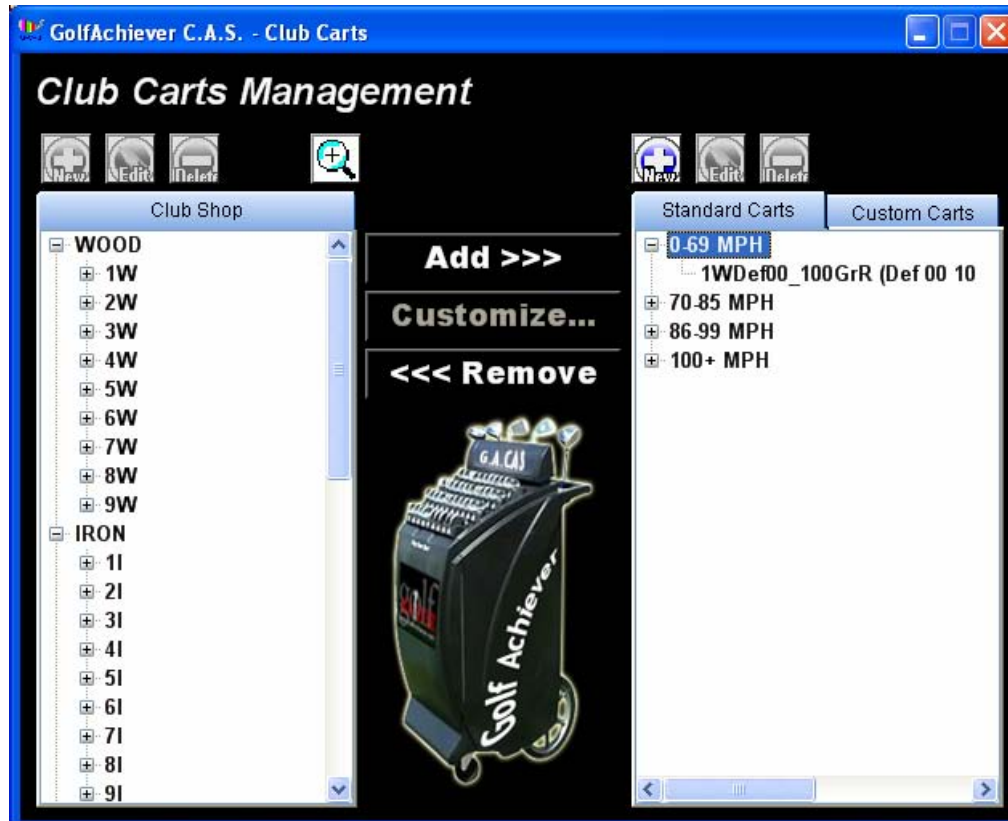 GolfAchiever C.A.S. - Club Carts
Club Carts Management
New Edit Delete
New Edit Delete
Club Shop
Standard Carts
Custom Carts
WOOD
1W
2W
3W
4W
5W
6W
7W
8W
9W
IRON
1I
2I
3I
4I
5I
6I
7I
8I
9I
Add >>>
Customize...
<<< Remove
G.A.CAS
golf
Golf Achiever
0-69 MPH
1WDef00_100GrR (Def 00 10
70-85 MPH
86-99 MPH
100+ MPH